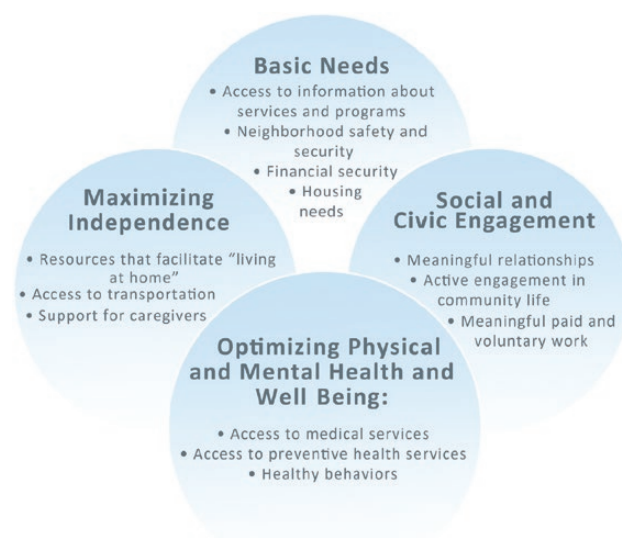 Basic Needs
• Access to information about
services and programs
• Neighborhood safety and
security
• Financial security
• Housing
needs
Maximizing
Independence
• Resources that facilitate “living
at home”
• Access to transportation
• Support for caregivers
Social and
Civic Engagement
• Meaningful relationships
• Active engagement in
community life
• Meaningful paid and
voluntary work
Optimizing Physical
and Mental Health and
Well Being:
• Access to medical services
• Access to preventive health services
• Healthy behaviors